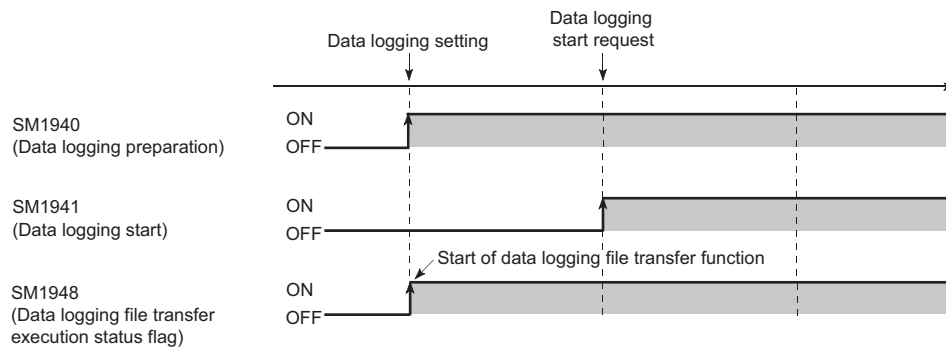 Data logging setting
Data logging
start request
SM1940
(Data logging preparation)
ON
OFF
SM1941
(Data logging start)
ON
OFF
Start of data logging file transfer function
SM1948
(Data logging file transfer
execution status flag)
ON
OFF